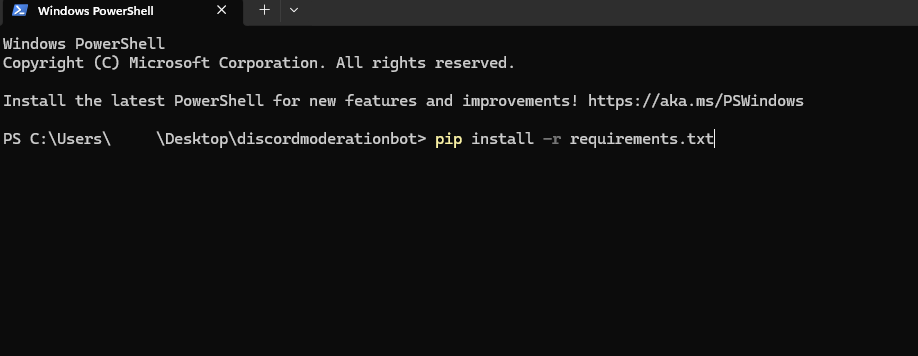 Windows PowerShell
Windows PowerShell
Copyright (C) Microsoft Corporation. All rights reserved.
Install the latest PowerShell for new features and improvements! https://aka.ms/PSWindows
PS C:\Users\     \Desktop\discordmoderationbot> pip install -r requirements.txt